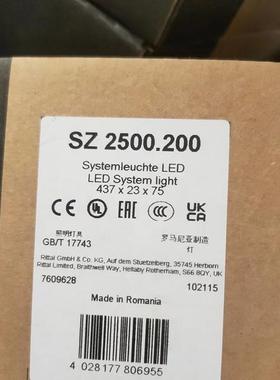 SZ 2500.200
Systemleuchte LED
LED System light
437 x 23 x 75
CE UL EAC CCC UK CA
照明灯具
GB/T 17743
罗马尼亚制造
灯
Rittal GmbH & Co. KG, Auf dem Stuetzelberg, 35745 Herborn
Rittal Limited, Braithwell Way, Hellaby Rotherham, S66 8QY, UK
7609628
102115
Made in Romania
4 028177 806955